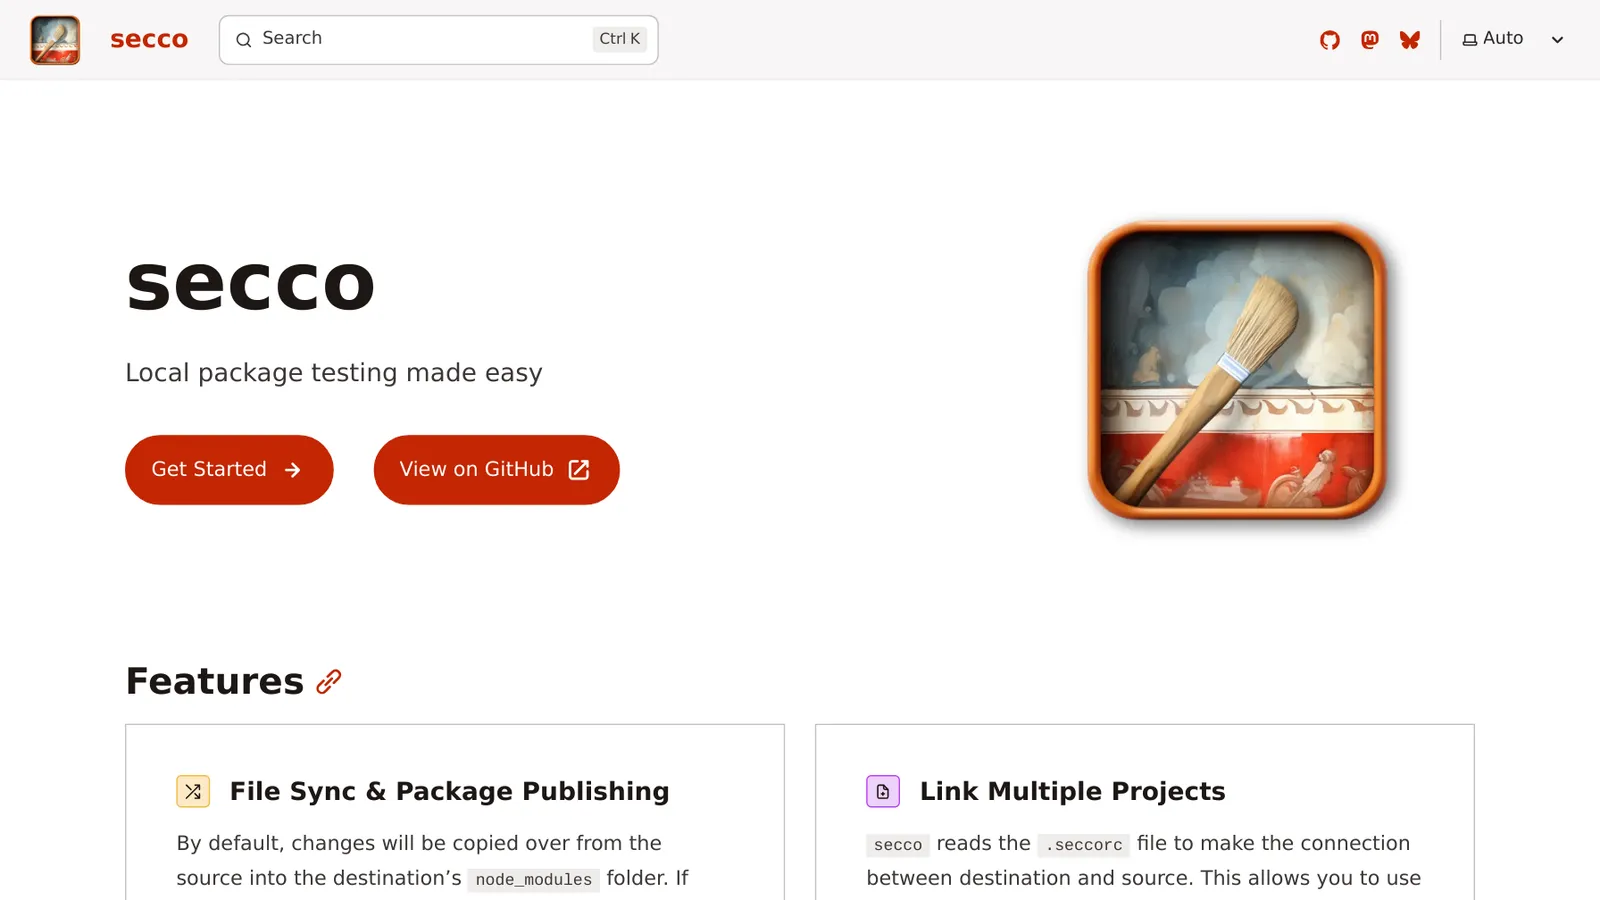 secco
Search
Ctrl K
Auto
secco
Local package testing made easy
Get Started
View on GitHub
Features
File Sync & Package Publishing
By default, changes will be copied over from the
source into the destination’s node_modules folder. If
Link Multiple Projects
secco reads the .seccorc file to make the connection
between destination and source. This allows you to use